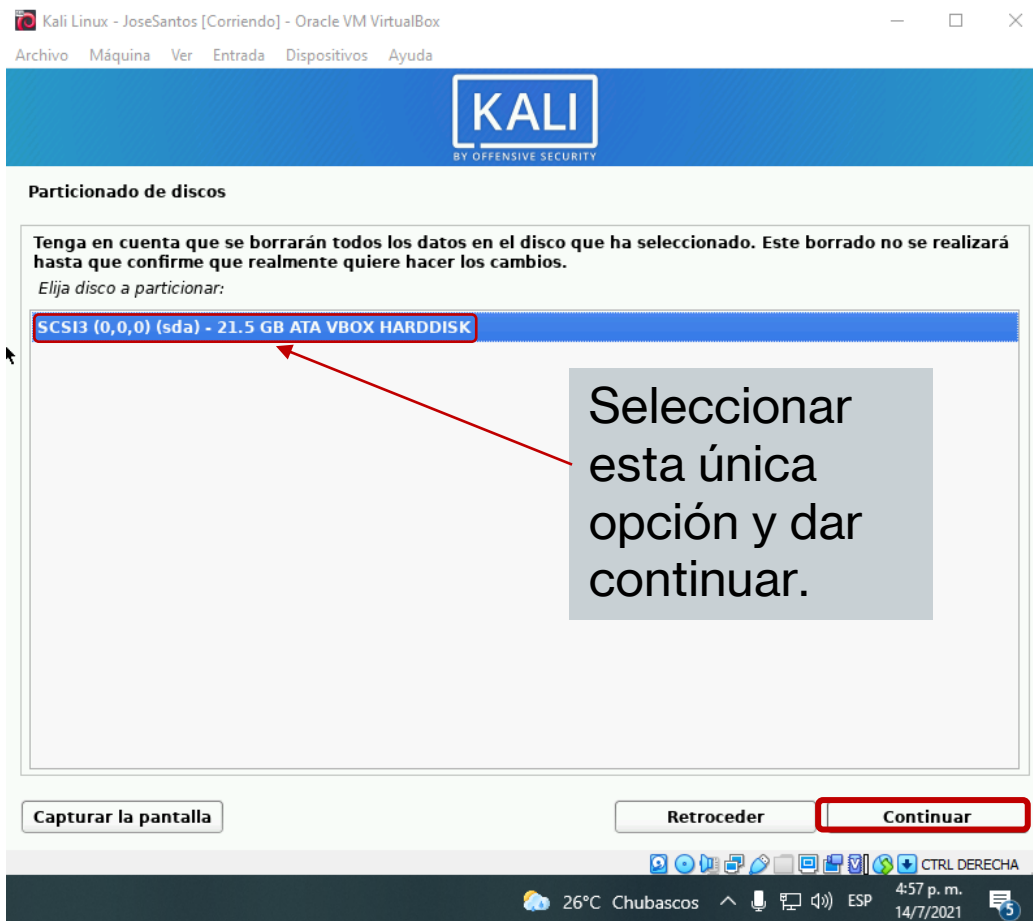 Kali Linux - JoseSantos [Corriendo] - Oracle VM VirtualBox
Archivo Máquina Ver Entrada Dispositivos Ayuda
KALI
BY OFFENSIVE SECURITY
Particionado de discos
Tenga en cuenta que se borrarán todos los datos en el disco que ha seleccionado. Este borrado no se realizará
hasta que confirme que realmente quiere hacer los cambios.
Elija disco a particionar:
SCSI3 (0,0,0) (sda) - 21.5 GB ATA VBOX HARDDISK
Seleccionar
esta única
opción y dar
continuar.
Capturar la pantalla
Retroceder
Continuar
CTRL DERECHA
26°C Chubascos
ESP
4:57 p. m.
14/7/2021
5